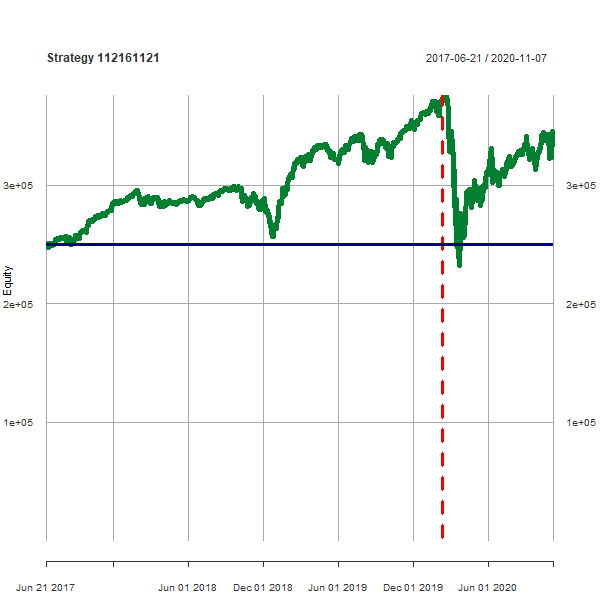 Strategy 112161121
2017-06-21 / 2020-11-07
3e+05
3e+05
Equity
2e+05
2e+05
1e+05
1e+05
Jun 21 2017
Jun 01 2018
Dec 01 2018
Jun 01 2019
Dec 01 2019
Jun 01 2020